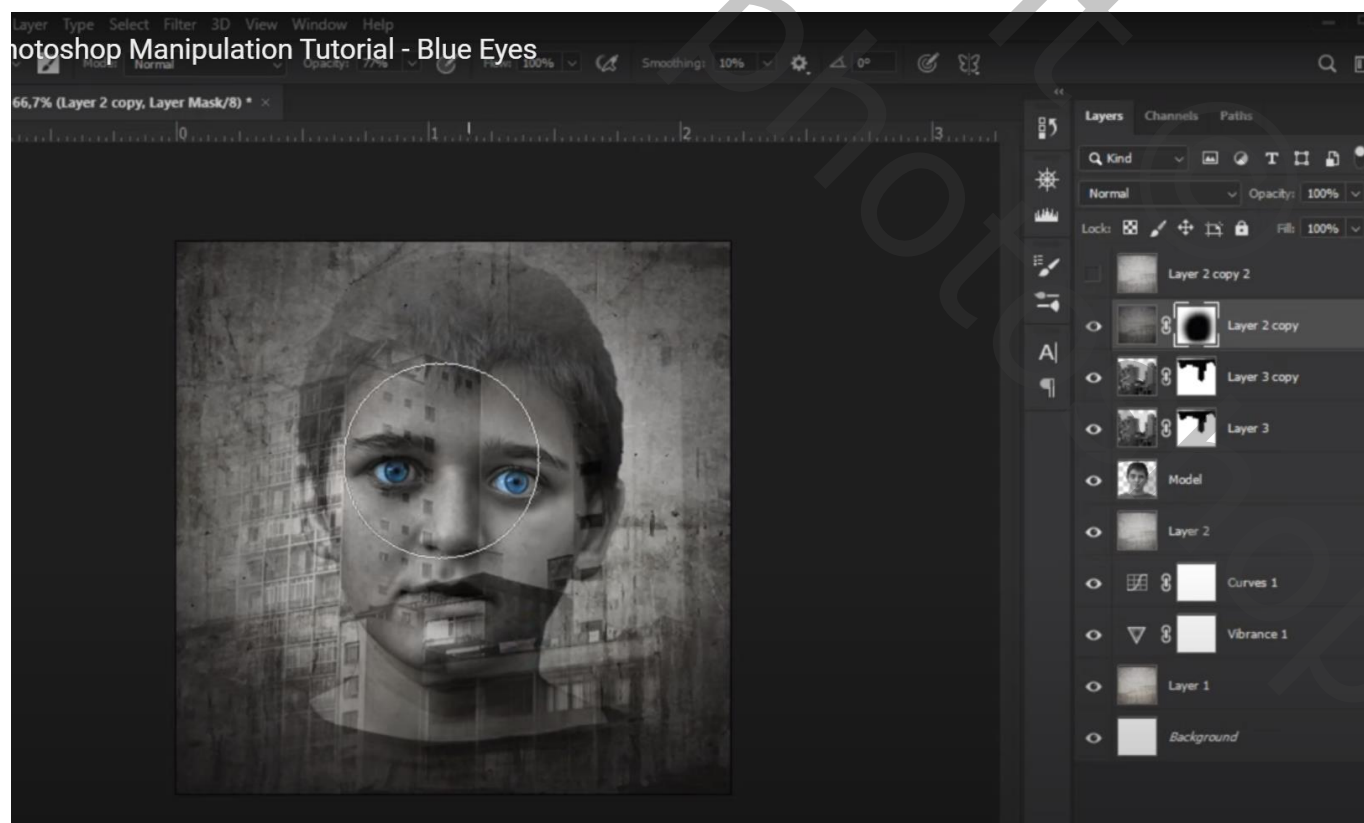 Layer Type Select Filter 3D View Window Help
hotoshop Manipulation Tutorial - Blue Eyes
Mode: Normal Opacity: 77% Flow: 100% Smoothing: 10% 0°
66,7% (Layer 2 copy, Layer Mask/8) * ×
0 1 2 3
Layers Channels Paths
Kind
Normal Opacity: 100%
Lock: Fill: 100%
Layer 2 copy 2
Layer 2 copy
Layer 3 copy
Layer 3
Model
Layer 2
Curves 1
Vibrance 1
Layer 1
Background